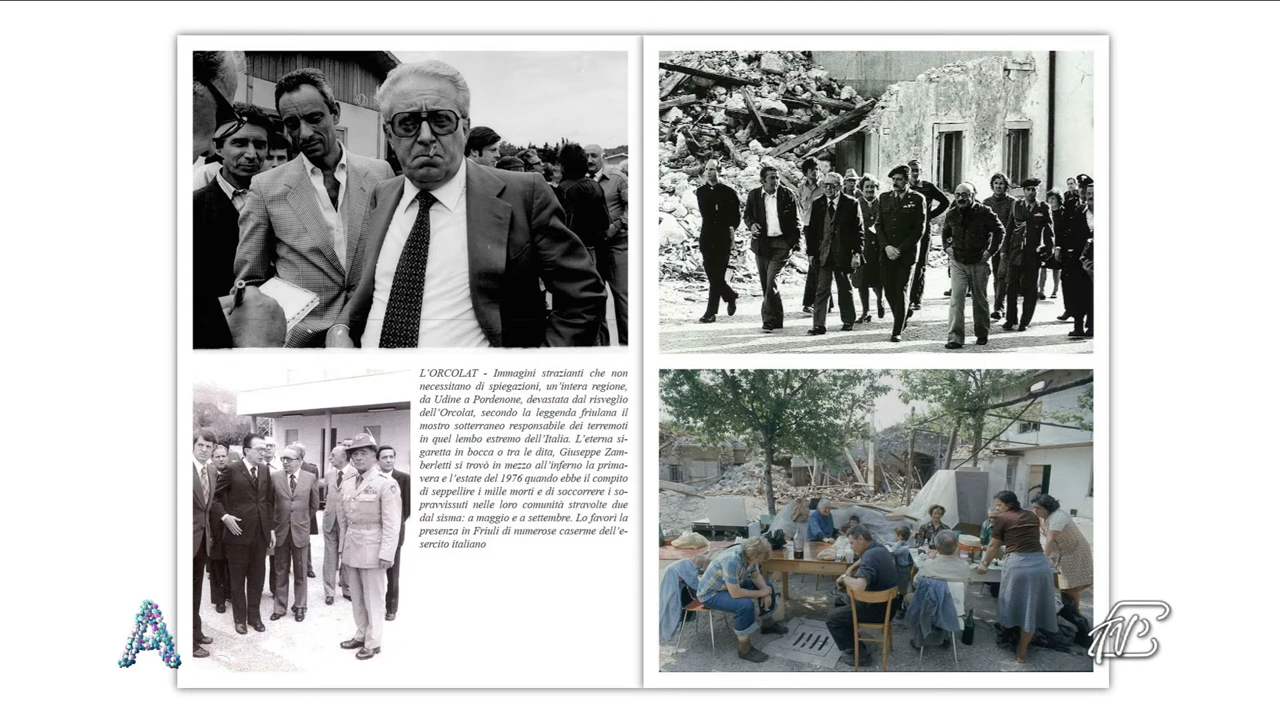 L'ORCOLAT - Immagini strazianti che non
necessitano di spiegazioni, un'intera regione,
da Udine a Pordenone, devastata dal risveglio
dell'Orcolat, secondo la leggenda friulana il
mostro sotterraneo responsabile dei terremoti
in quel lembo estremo dell'Italia. L'eterna si-
garetta in bocca o tra le dita, Giuseppe Zam-
berletti si trovò in mezzo all'inferno la prima-
vera e l'estate del 1976 quando ebbe il compito
di seppellire i mille morti e di soccorrere i so-
pravvissuti nelle loro comunità stravolte due
dal sisma: a maggio e a settembre. Lo favorì la
presenza in Friuli di numerose caserme dell'e-
sercito italiano
A